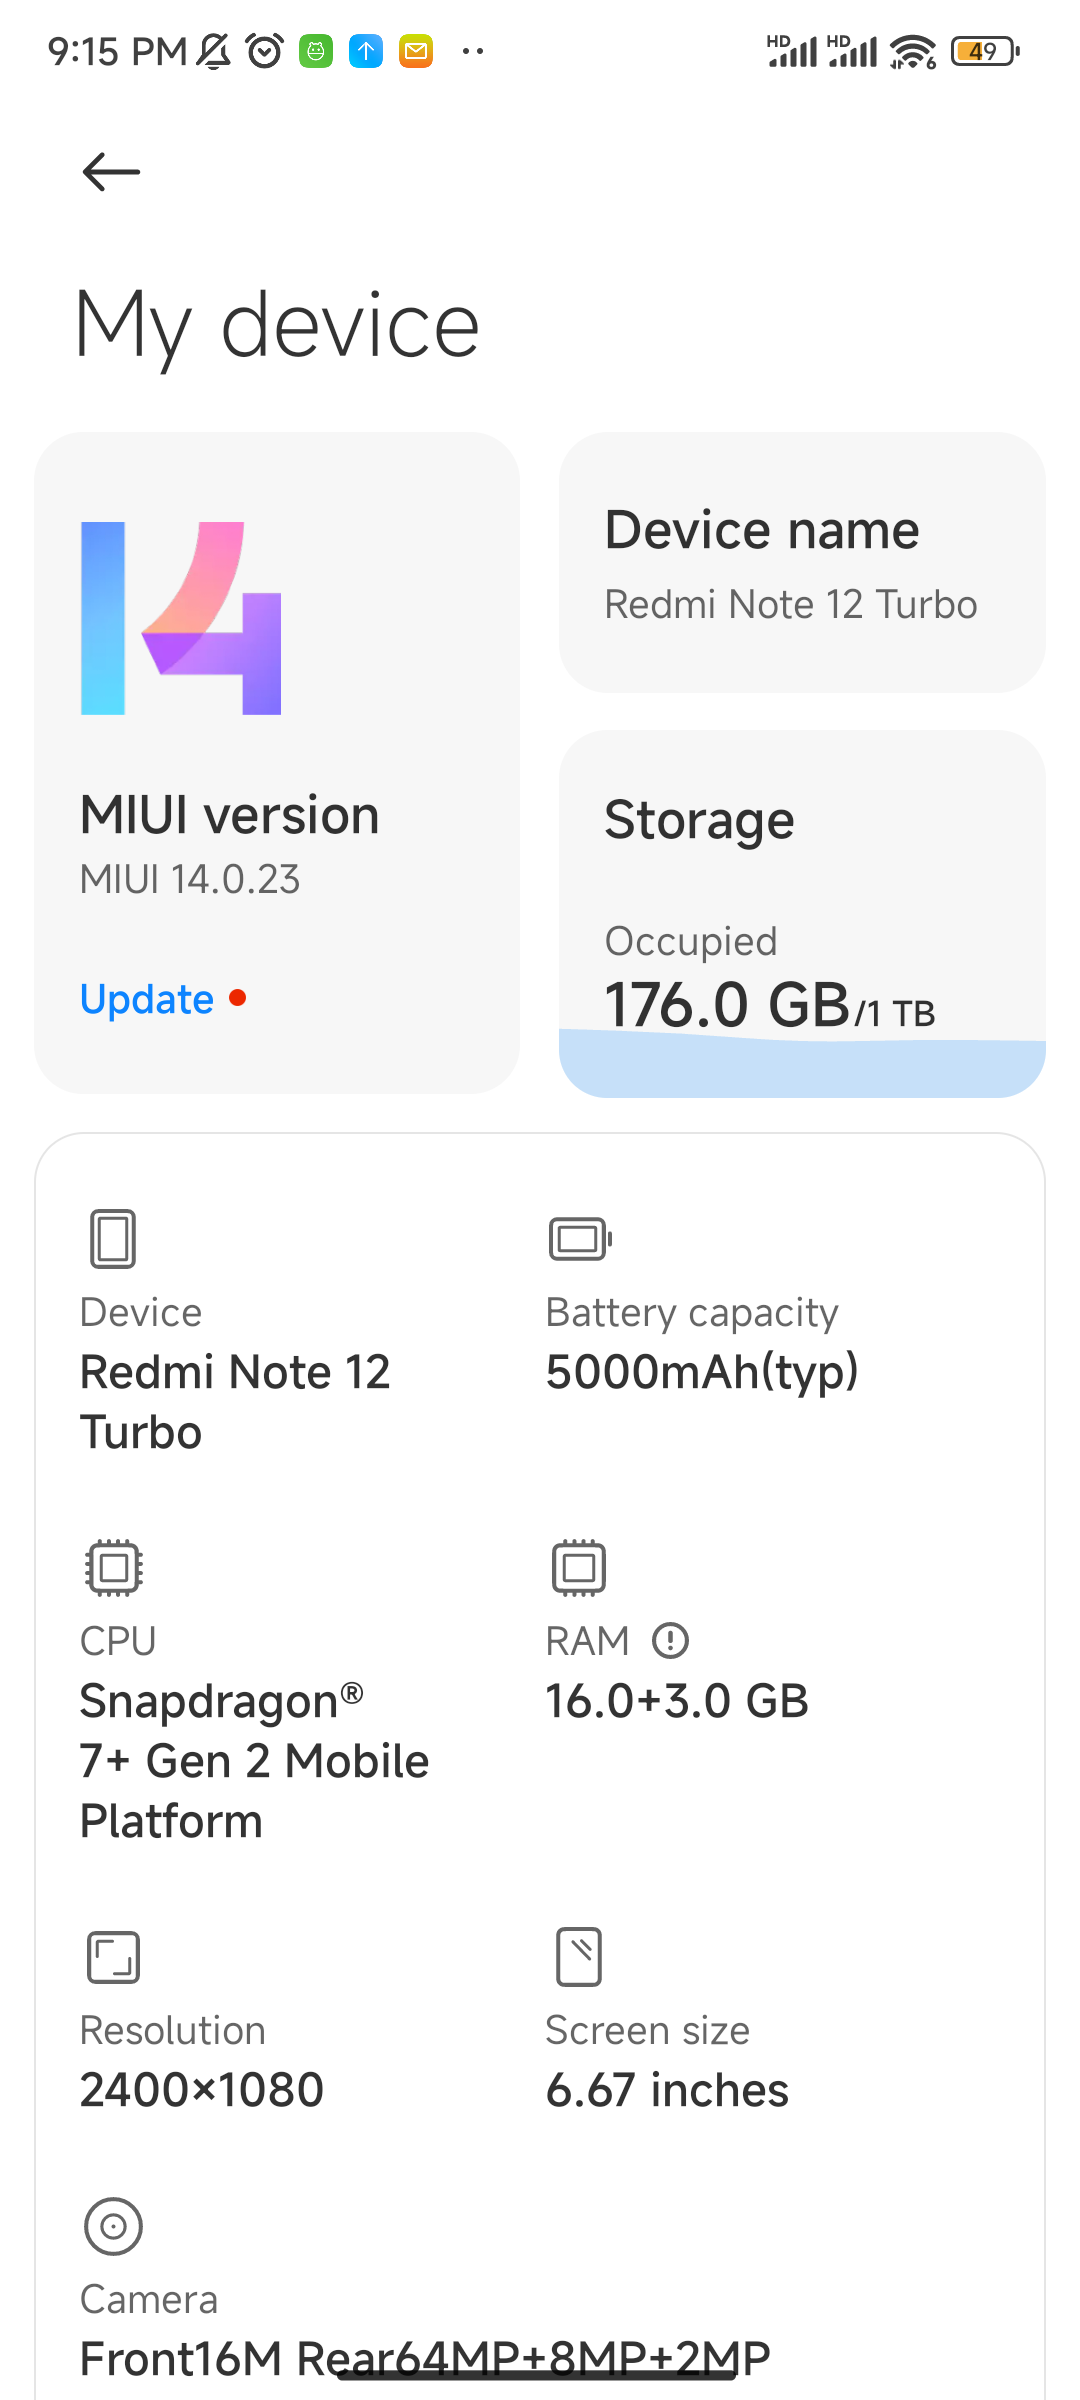 9:15 PM
HD HD 6 49
My device
14
MIUI version
MIUI 14.0.23
Update
Device name
Redmi Note 12 Turbo
Storage
Occupied
176.0 GB/1 TB
Device
Redmi Note 12
Turbo
Battery capacity
5000mAh(typ)
CPU
Snapdragon®
7+ Gen 2 Mobile
Platform
RAM
16.0+3.0 GB
Resolution
2400×1080
Screen size
6.67 inches
Camera
Front16M Rear64MP+8MP+2MP